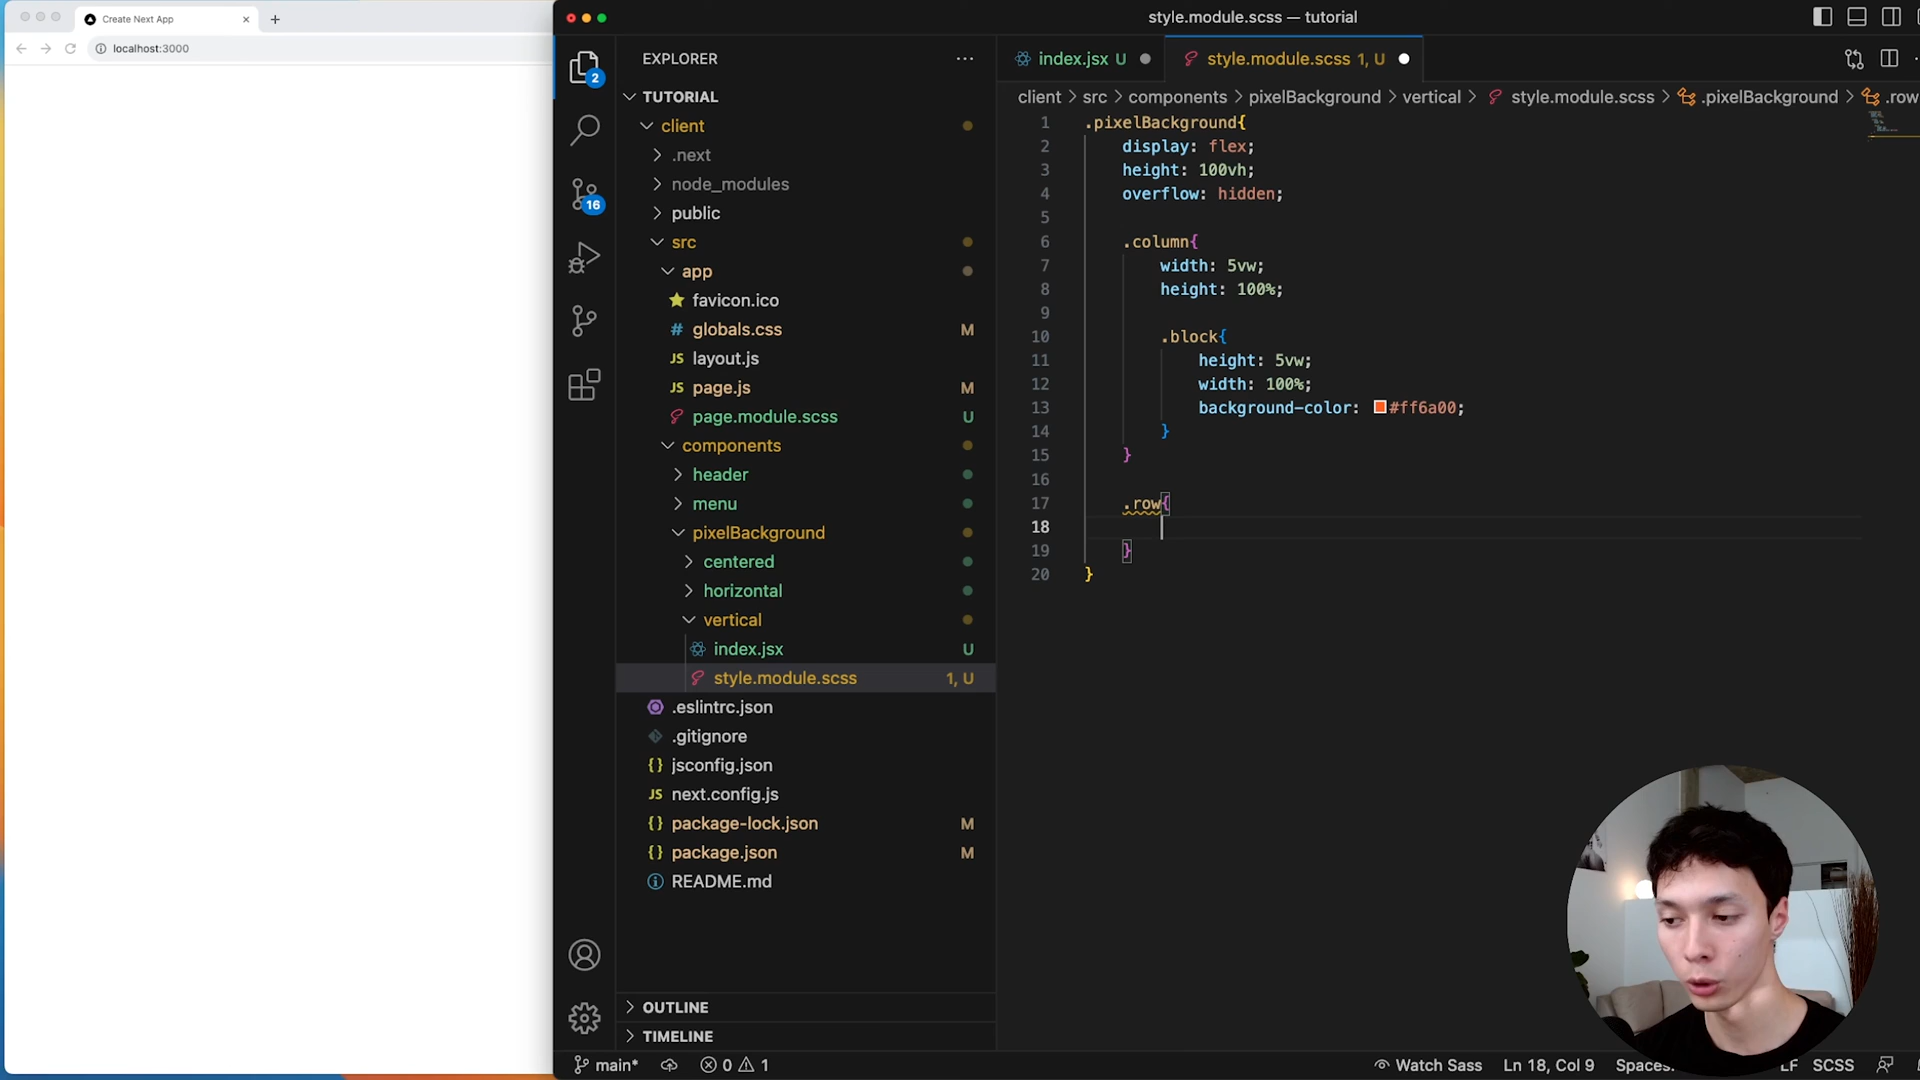 Create Next App
localhost:3000
style.module.scss — tutorial
2
16
EXPLORER
TUTORIAL
client
.next
node_modules
public
src
app
favicon.ico
globals.css M
layout.js
page.js M
page.module.scss U
components
header
menu
pixelBackground
centered
horizontal
vertical
index.jsx U
style.module.scss 1, U
.eslintrc.json
.gitignore
jsconfig.json
next.config.js
package-lock.json M
package.json M
README.md
OUTLINE
TIMELINE
index.jsx U
style.module.scss 1, U
client > src > components > pixelBackground > vertical > style.module.scss > .pixelBackground > .row
1 .pixelBackground{
2 display: flex;
3 height: 100vh;
4 overflow: hidden;
5
6 .column{
7 width: 5vw;
8 height: 100%;
9
10 .block{
11 height: 5vw;
12 width: 100%;
13 background-color: #ff6a00;
14 }
15 }
16
17 .row{
18
19 }
20 }
main* 0 1 Watch Sass Ln 18, Col 9 Spaces: LF SCSS